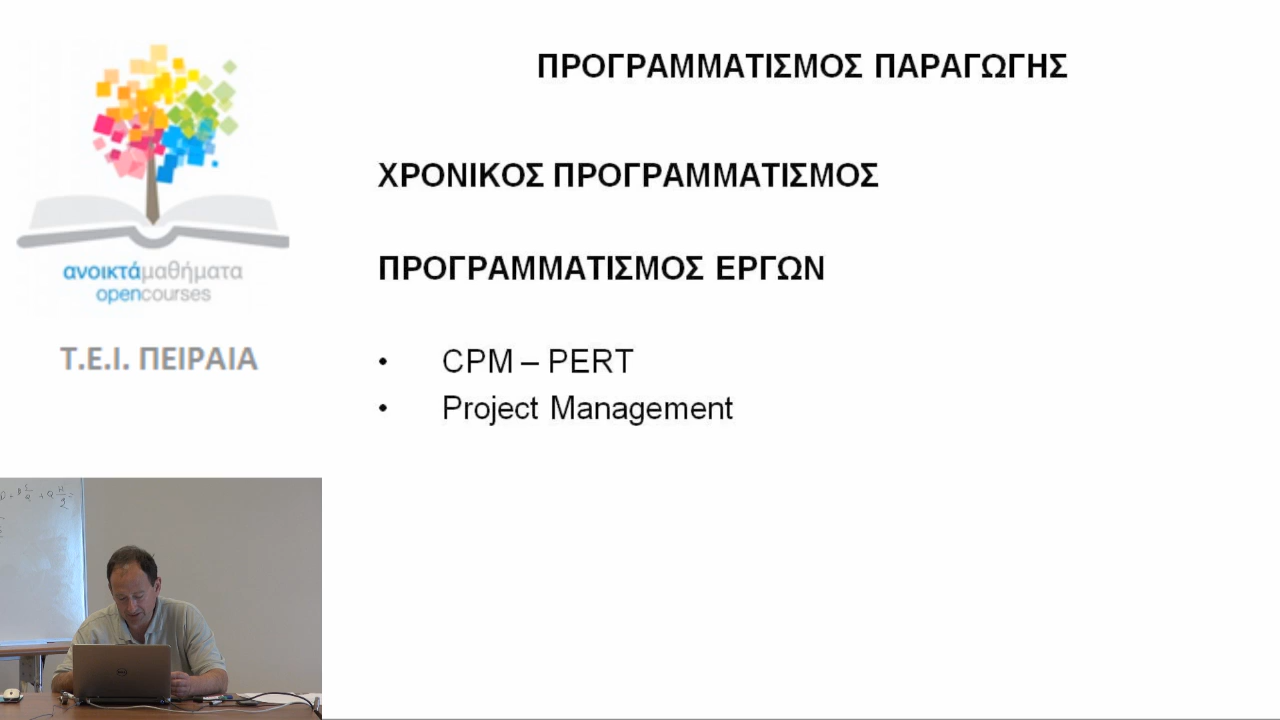 ΠΡΟΓΡΑΜΜΑΤΙΣΜΟΣ ΠΑΡΑΓΩΓΗΣ
ΧΡΟΝΙΚΟΣ ΠΡΟΓΡΑΜΜΑΤΙΣΜΟΣ
ΠΡΟΓΡΑΜΜΑΤΙΣΜΟΣ ΕΡΓΩΝ
• CPM – PERT
• Project Management
ανοικτάμαθήματα
opencourses
Τ.Ε.Ι. ΠΕΙΡΑΙΑ